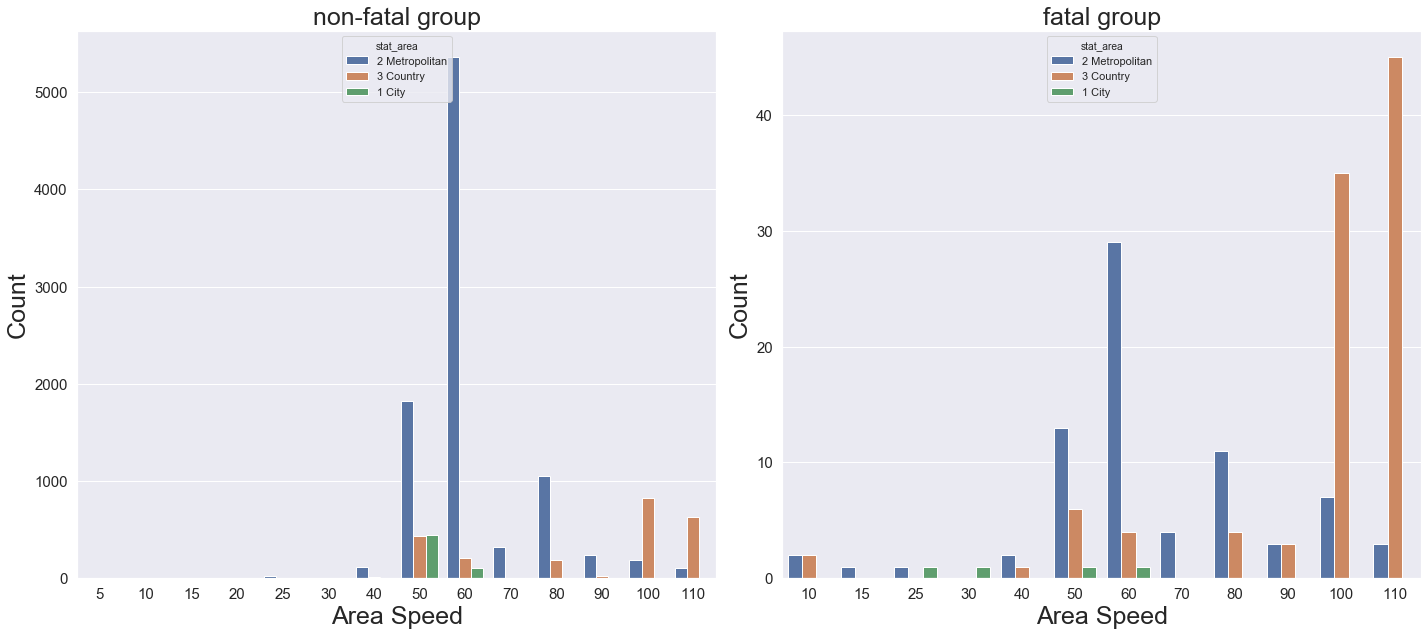 non-fatal group
stat_area
2 Metropolitan
3 Country
1 City
Count
5000
4000
3000
2000
1000
0
5 10 15 20 25 30 40 50 60 70 80 90 100 110
Area Speed
fatal group
stat_area
2 Metropolitan
3 Country
1 City
Count
40
30
20
10
0
10 15 25 30 40 50 60 70 80 90 100 110
Area Speed